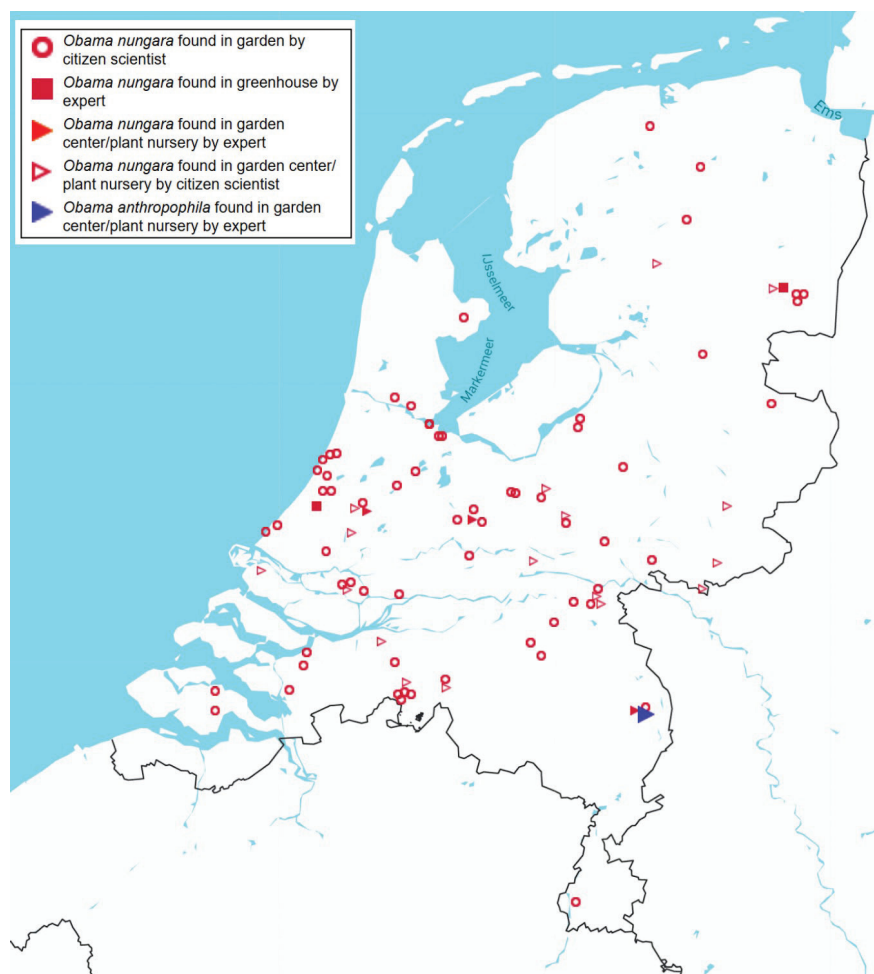 Obama nungara found in garden by
citizen scientist
Obama nungara found in greenhouse by
expert
Obama nungara found in garden
center/plant nursery by expert
Obama nungara found in garden center/
plant nursery by citizen scientist
Obama anthropophila found in garden
center/plant nursery by expert
Ems
IJsselmeer
Markermeer